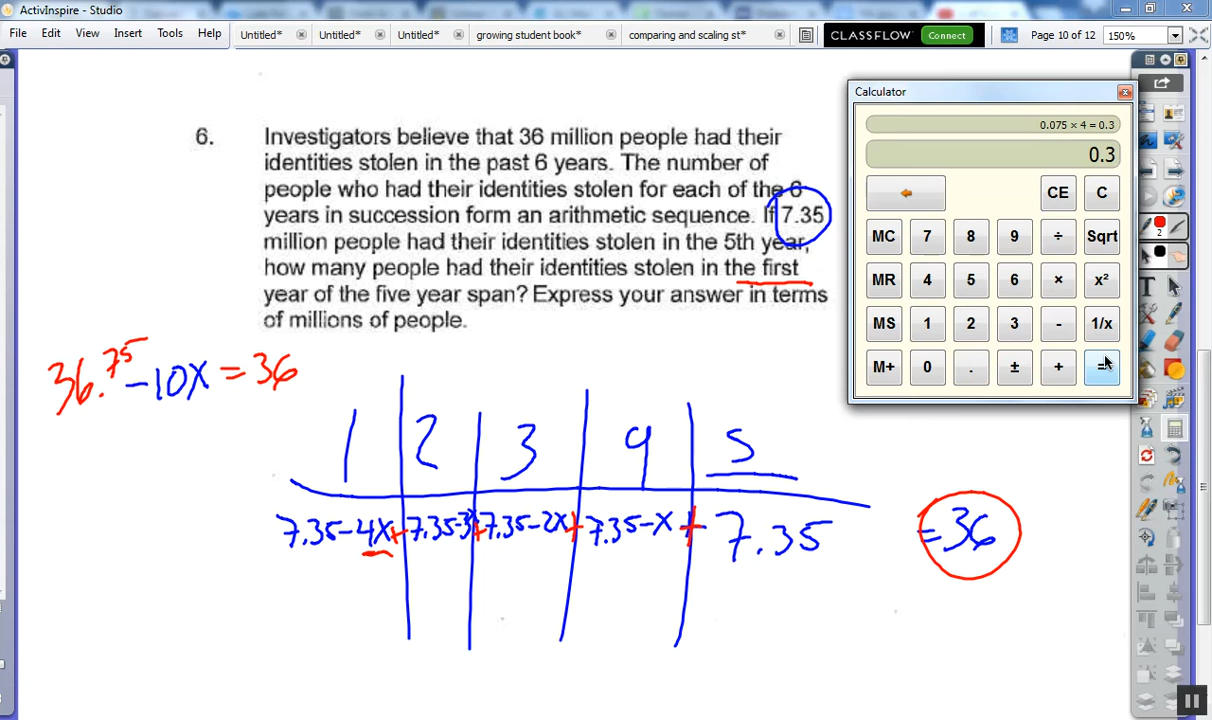 ActivInspire - Studio
File Edit View Insert Tools Help Untitled* Untitled* Untitled* growing student book* comparing and scaling st* CLASSFLOW Connect Page 10 of 12 150%
6. Investigators believe that 36 million people had their
identities stolen in the past 6 years. The number of
people who had their identities stolen for each of the 6
years in succession form an arithmetic sequence. If 7.35
million people had their identities stolen in the 5th year,
how many people had their identities stolen in the first
year of the five year span? Express your answer in terms
of millions of people.
Calculator
0.075 × 4 = 0.3
0.3
CE C
MC 7 8 9 ÷ Sqrt
MR 4 5 6 × x²
MS 1 2 3 - 1/x
M+ 0 . ± + =
2
36.75 - 10x = 36
1 2 3 4 5
7.35-4x + 7.35-3 + 7.35-2x + 7.35-x + 7.35 = 36